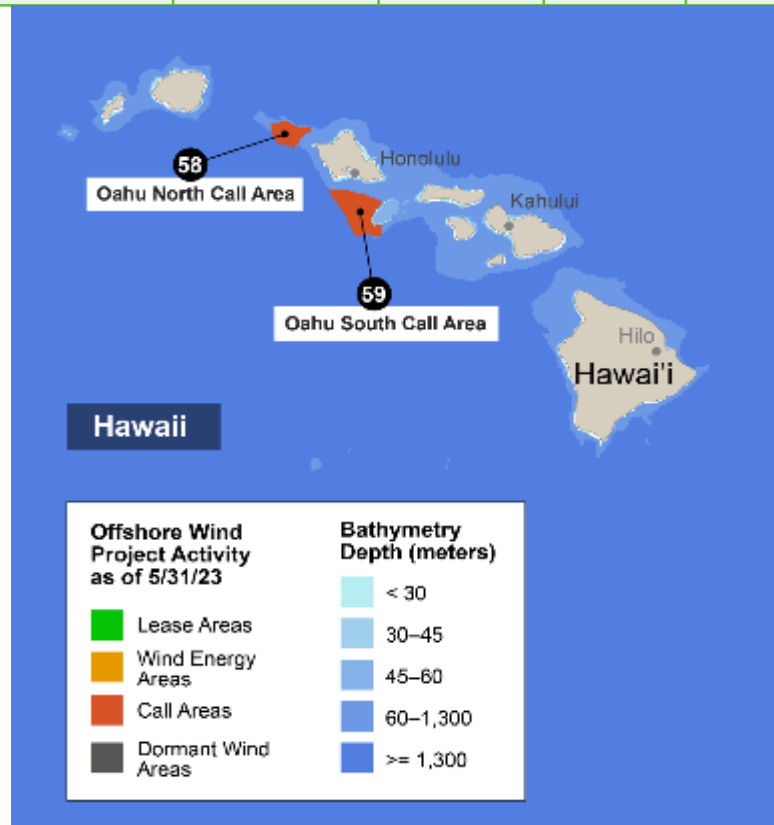 Honolulu
58
Oahu North Call Area
Kahului
59
Oahu South Call Area
Hilo
Hawai'i
Hawaii
Offshore Wind
Project Activity
as of 5/31/23
Lease Areas
Wind Energy
Areas
Call Areas
Dormant Wind
Areas
Bathymetry
Depth (meters)
< 30
30–45
45–60
60–1,300
>= 1,300